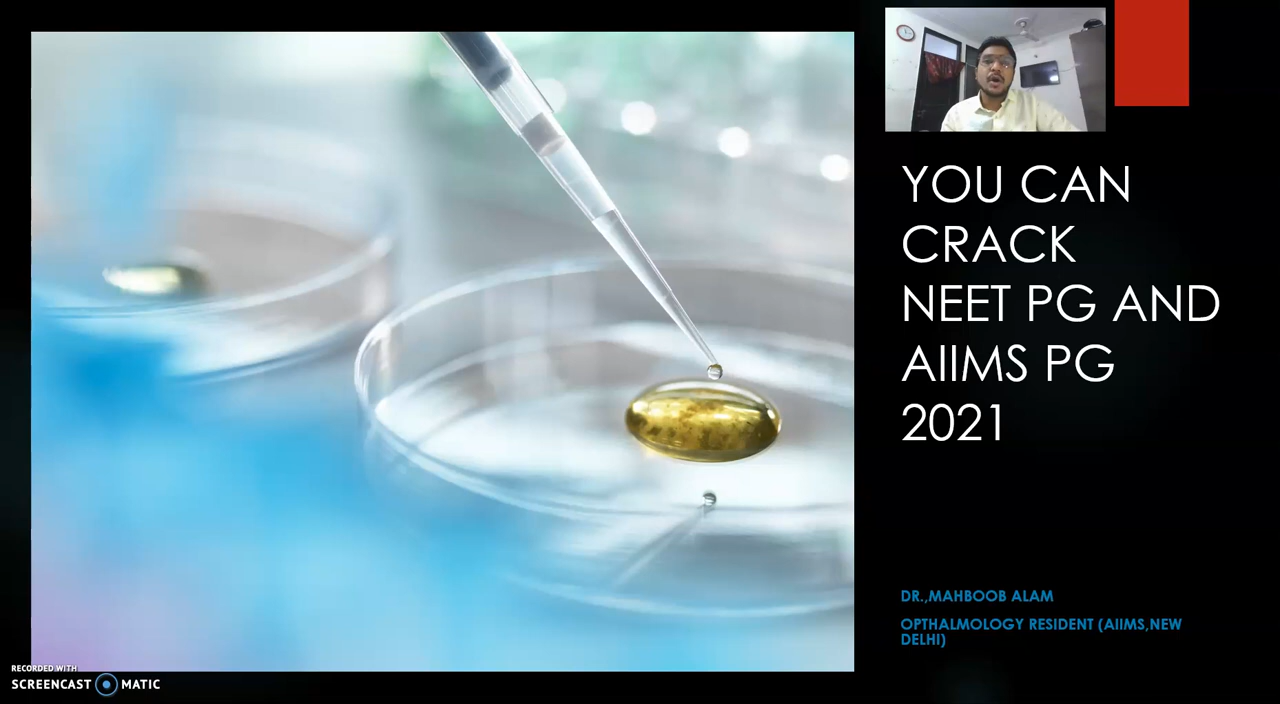 YOU CAN
CRACK
NEET PG AND
AIIMS PG
2021
DR.,MAHBOOB ALAM
OPTHALMOLOGY RESIDENT (AIIMS,NEW
DELHI)
RECORDED WITH
SCREENCAST MATIC